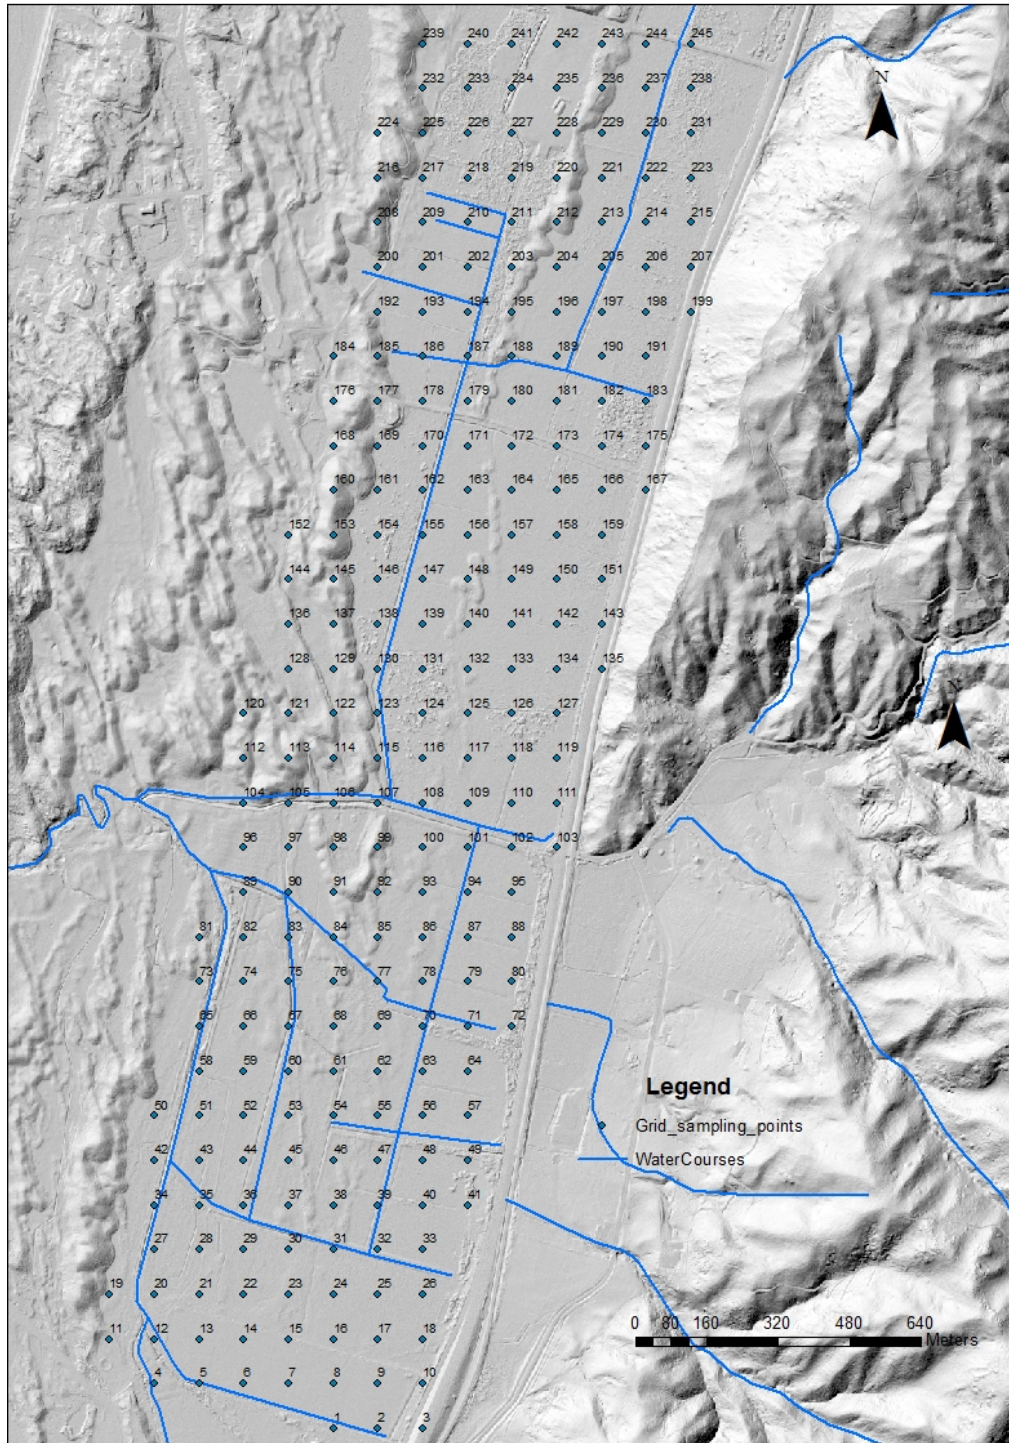 239 240 241 242 243 244 245
N
232 233 234 235 236 237 238
224 225 226 227 228 229 230 231
216 217 218 219 220 221 222 223
208 209 210 211 212 213 214 215
200 201 202 203 204 205 206 207
192 193 194 195 196 197 198 199
184 185 186 187 188 189 190 191
176 177 178 179 180 181 182 183
168 169 170 171 172 173 174 175
160 161 162 163 164 165 166 167
152 153 154 155 156 157 158 159
144 145 146 147 148 149 150 151
136 137 138 139 140 141 142 143
128 129 130 131 132 133 134 135
120 121 122 123 124 125 126 127
112 113 114 115 116 117 118 119
104 105 106 107 108 109 110 111
96 97 98 99 100 101 102 103
89 90 91 92 93 94 95
81 82 83 84 85 86 87 88
73 74 75 76 77 78 79 80
65 66 67 68 69 70 71 72
58 59 60 61 62 63 64
Legend
50 51 52 53 54 55 56 57
Grid_sampling_points
42 43 44 45 46 47 48 49
WaterCourses
34 35 36 37 38 39 40 41
27 28 29 30 31 32 33
19 20 21 22 23 24 25 26
11 12 13 14 15 16 17 18
0 80 160 320 480 640
Meters
4 5 6 7 8 9 10
1 2 3